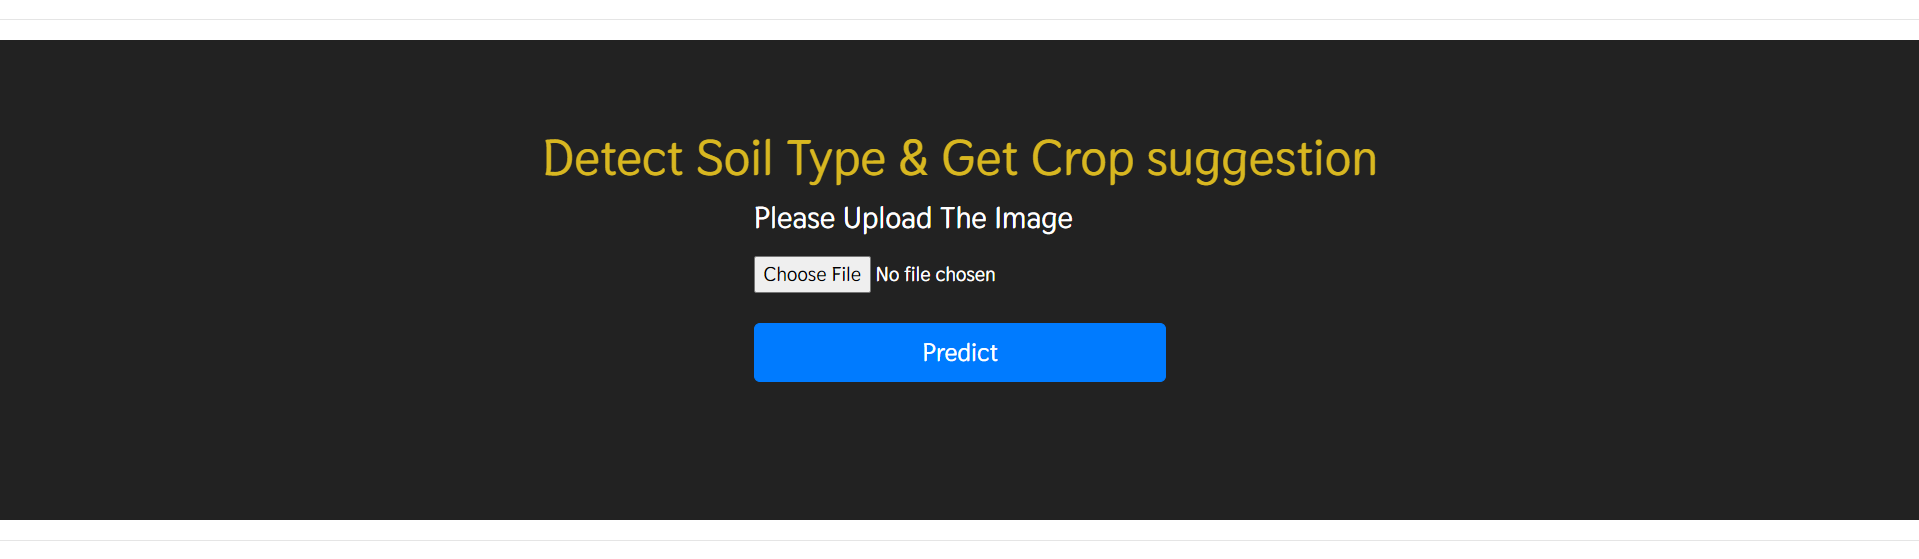 Detect Soil Type & Get Crop suggestion
Please Upload The Image
Choose File No file chosen
Predict